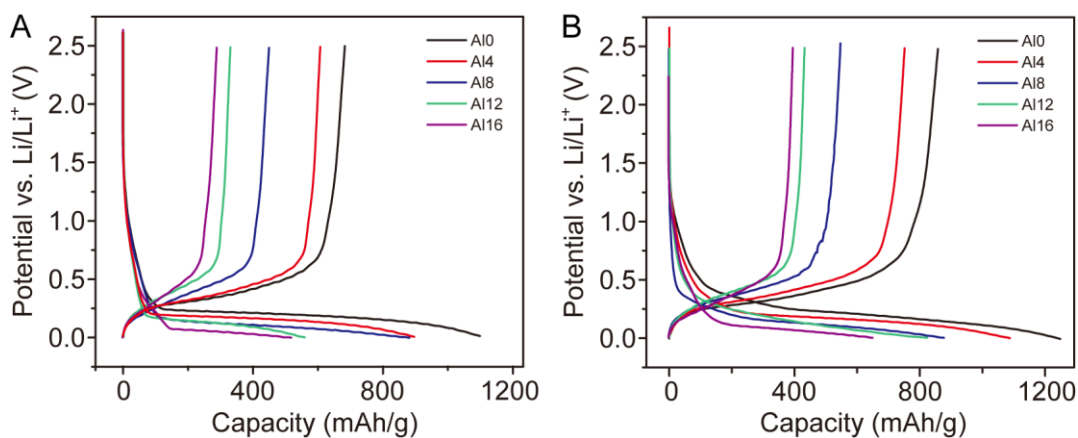 A
Potential vs. Li/Li⁺ (V)
2.5
2.0
1.5
1.0
0.5
0.0
Al0
Al4
Al8
Al12
Al16
0
400
800
1200
Capacity (mAh/g)
B
Potential vs. Li/Li⁺ (V)
2.5
2.0
1.5
1.0
0.5
0.0
Al0
Al4
Al8
Al12
Al16
0
400
800
1200
Capacity (mAh/g)